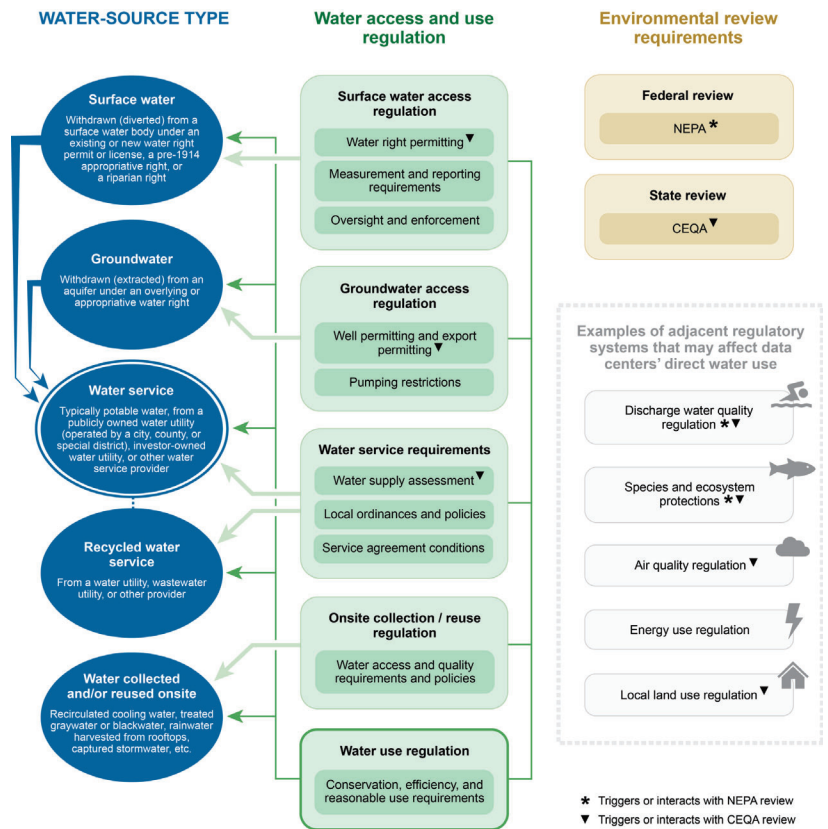 WATER-SOURCE TYPE
Surface water
Withdrawn (diverted) from a
surface water body under an
existing or new water right
permit or license, a pre-1914
appropriative right, or
a riparian right
Groundwater
Withdrawn (extracted) from an
aquifer under an overlying or
appropriative water right
Water service
Typically potable water, from a
publicly owned water utility
(operated by a city, county, or
special district), investor-owned
water utility, or other water
service provider
Recycled water
service
From a water utility, wastewater
utility, or other provider
Water collected
and/or reused onsite
Recirculated cooling water, treated
graywater or blackwater, rainwater
harvested from rooftops,
captured stormwater, etc.
Water access and use
regulation
Surface water access
regulation
Water right permitting▼
Measurement and reporting
requirements
Oversight and enforcement
Groundwater access
regulation
Well permitting and export
permitting▼
Pumping restrictions
Water service requirements
Water supply assessment▼
Local ordinances and policies
Service agreement conditions
Onsite collection / reuse
regulation
Water access and quality
requirements and policies
Water use regulation
Conservation, efficiency, and
reasonable use requirements
Environmental review
requirements
Federal review
NEPA*
State review
CEQA▼
Examples of adjacent regulatory
systems that may affect data
centers' direct water use
Discharge water quality
regulation *▼
Species and ecosystem
protections *▼
Air quality regulation ▼
Energy use regulation
Local land use regulation▼
* Triggers or interacts with NEPA review
▼ Triggers or interacts with CEQA review